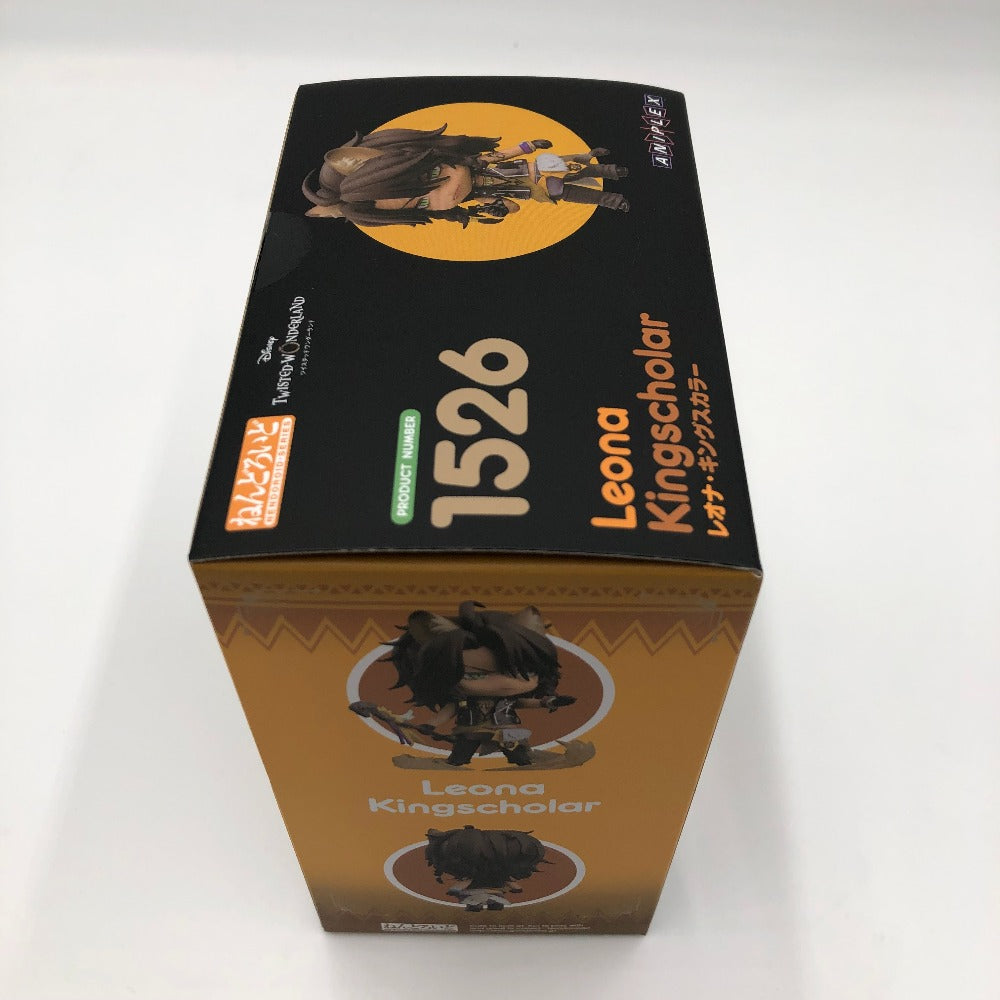 ねんどろいど
NENDOROID SERIES
Disney
TWISTED-WONDERLAND
ツイステッドワンダーランド
PRODUCT NUMBER
1526
Leona
Kingscholar
レオナ・キングスカラー
ANIPLEX
Leona
Kingscholar
ねんどろいど